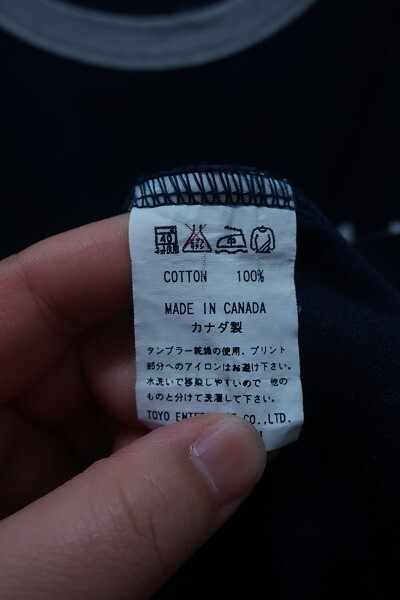 40
中
COTTON 100%
MADE IN CANADA
カナダ製
タンブラー乾燥の使用、プリント
部分へのアイロンはお避け下さい。
水洗いで移染しやすいので 他の
ものと分けて洗濯して下さい。
TOYO CO.,LTD.